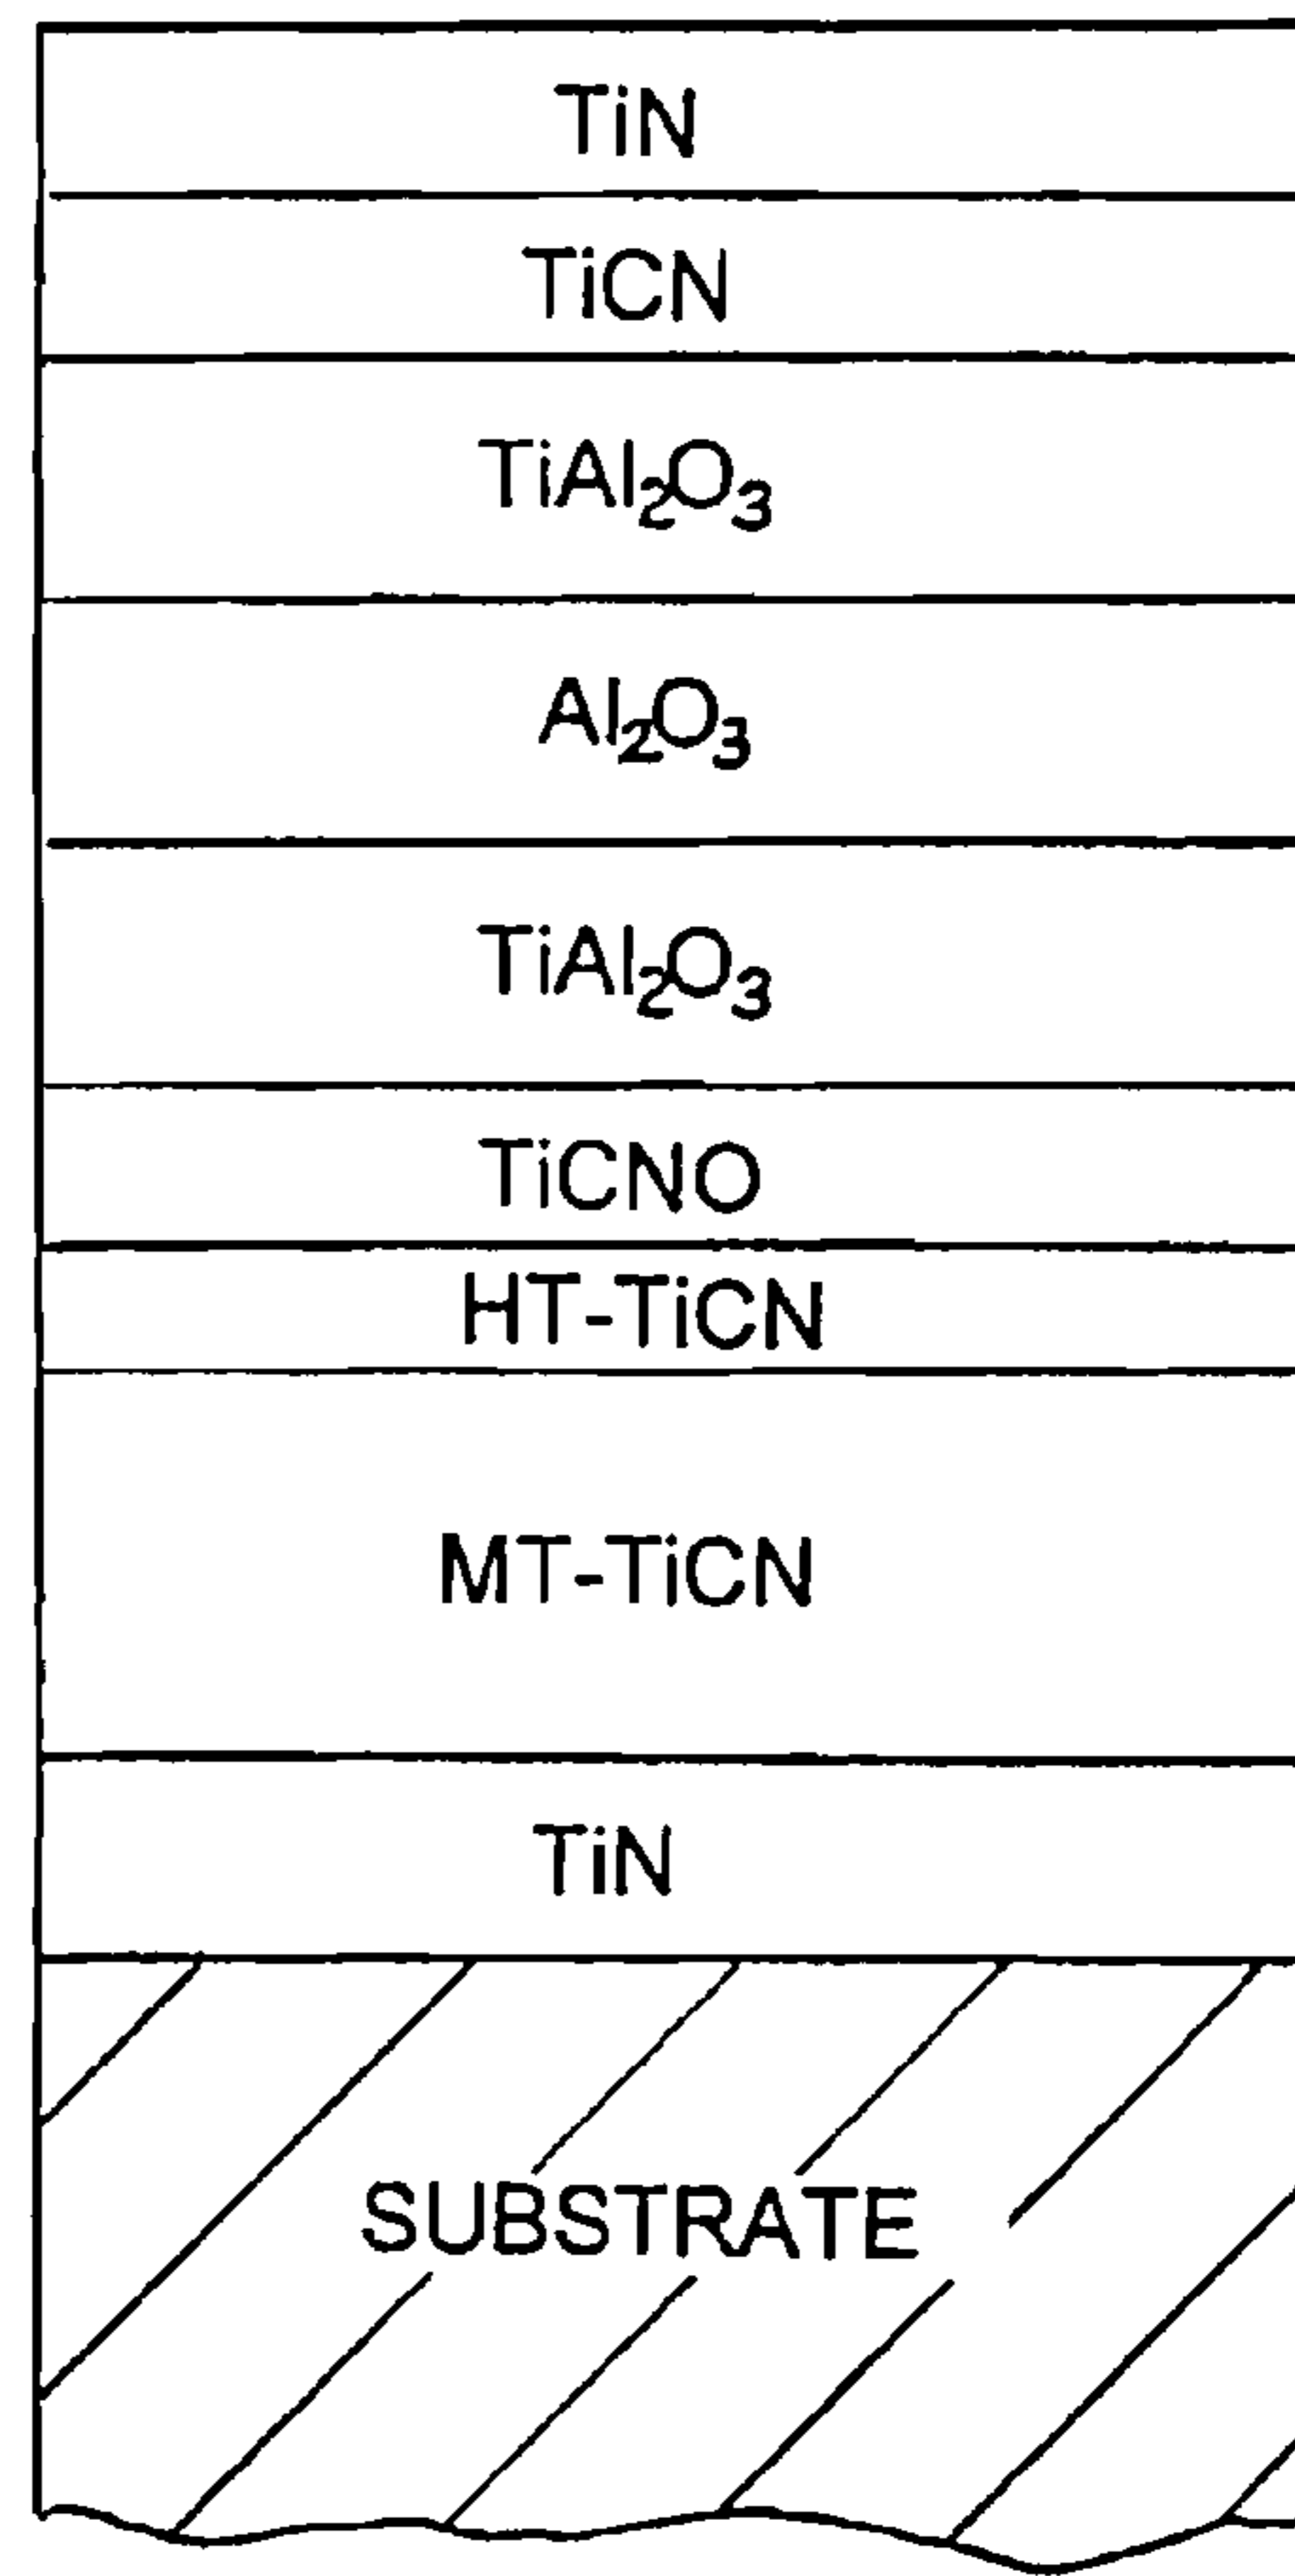 TiN
TiCN
TiAl₂O₃
Al₂O₃
TiAl₂O₃
TiCNO
HT-TiCN
MT-TiCN
TiN
SUBSTRATE